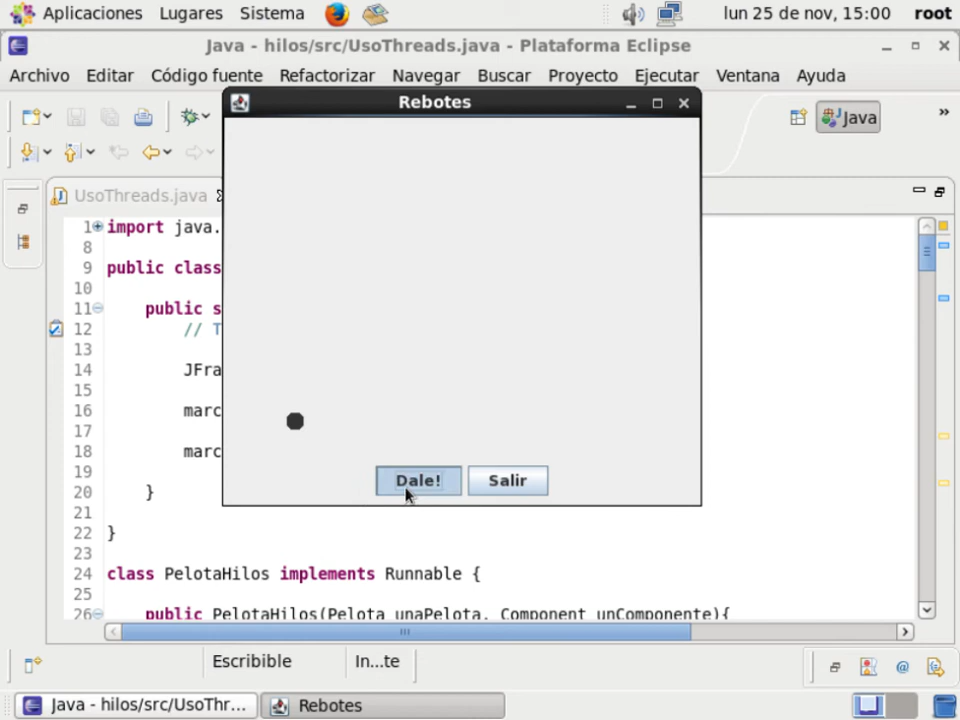 Aplicaciones Lugares Sistema lun 25 de nov, 15:00 root
Java - hilos/src/UsoThreads.java - Plataforma Eclipse
Archivo Editar Código fuente Refactorizar Navegar Buscar Proyecto Ejecutar Ventana Ayuda
Rebotes
Java »
UsoThreads.java
1 import java.
8
9 public class
10
11 public s
12 // T
13
14 JFra
15
16 marc
17
18 marc
19
20 }
21
22 }
23
24 class PelotaHilos implements Runnable {
25
26 public PelotaHilos(Pelota unaPelota, Component unComponente){
Dale! Salir
Escribible In...te
Java - hilos/src/UsoThr... Rebotes